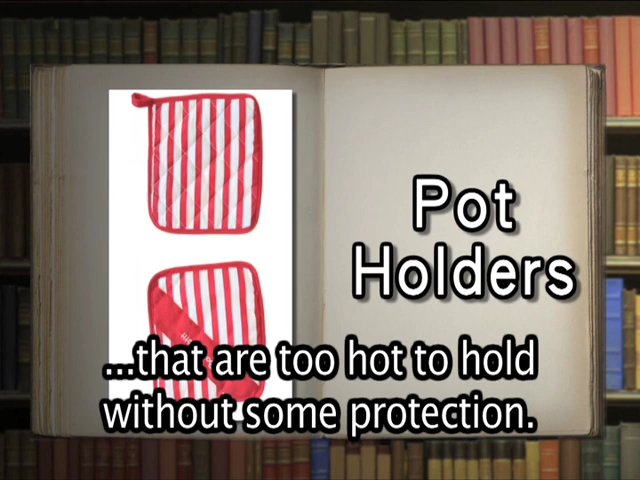 Pot
Holders
...that are too hot to hold
without some protection.